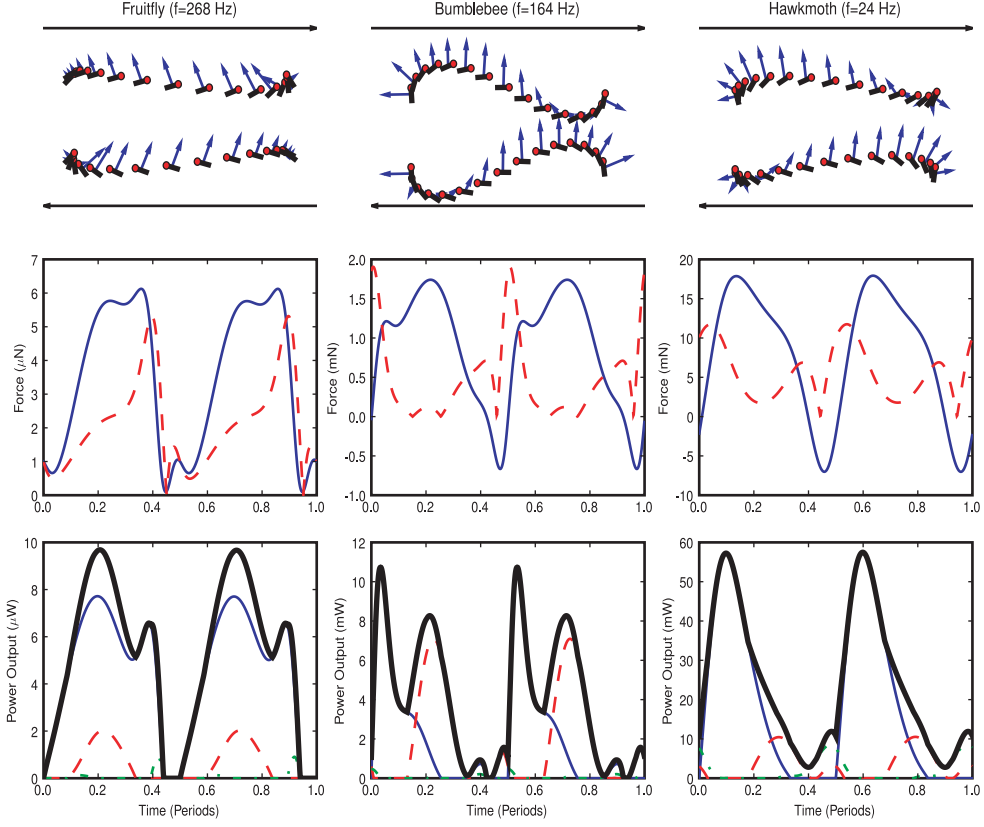 Fruitfly (f=268 Hz) Bumblebee (f=164 Hz) Hawkmoth (f=24 Hz)
Force (μN)
7
6
5
4
3
2
1
0
0.0 0.2 0.4 0.6 0.8 1.0
Force (mN)
2.0
1.5
1.0
0.5
0.0
-0.5
-1.0
0.0 0.2 0.4 0.6 0.8 1.0
Force (mN)
20
15
10
5
0
-5
-10
0.0 0.2 0.4 0.6 0.8 1.0
Power Output (μW)
10
8
6
4
2
0
0.0 0.2 0.4 0.6 0.8 1.0
Time (Periods)
Power Output (mW)
12
10
8
6
4
2
0
0.0 0.2 0.4 0.6 0.8 1.0
Time (Periods)
Power Output (mW)
60
50
40
30
20
10
0
0.0 0.2 0.4 0.6 0.8 1.0
Time (Periods)